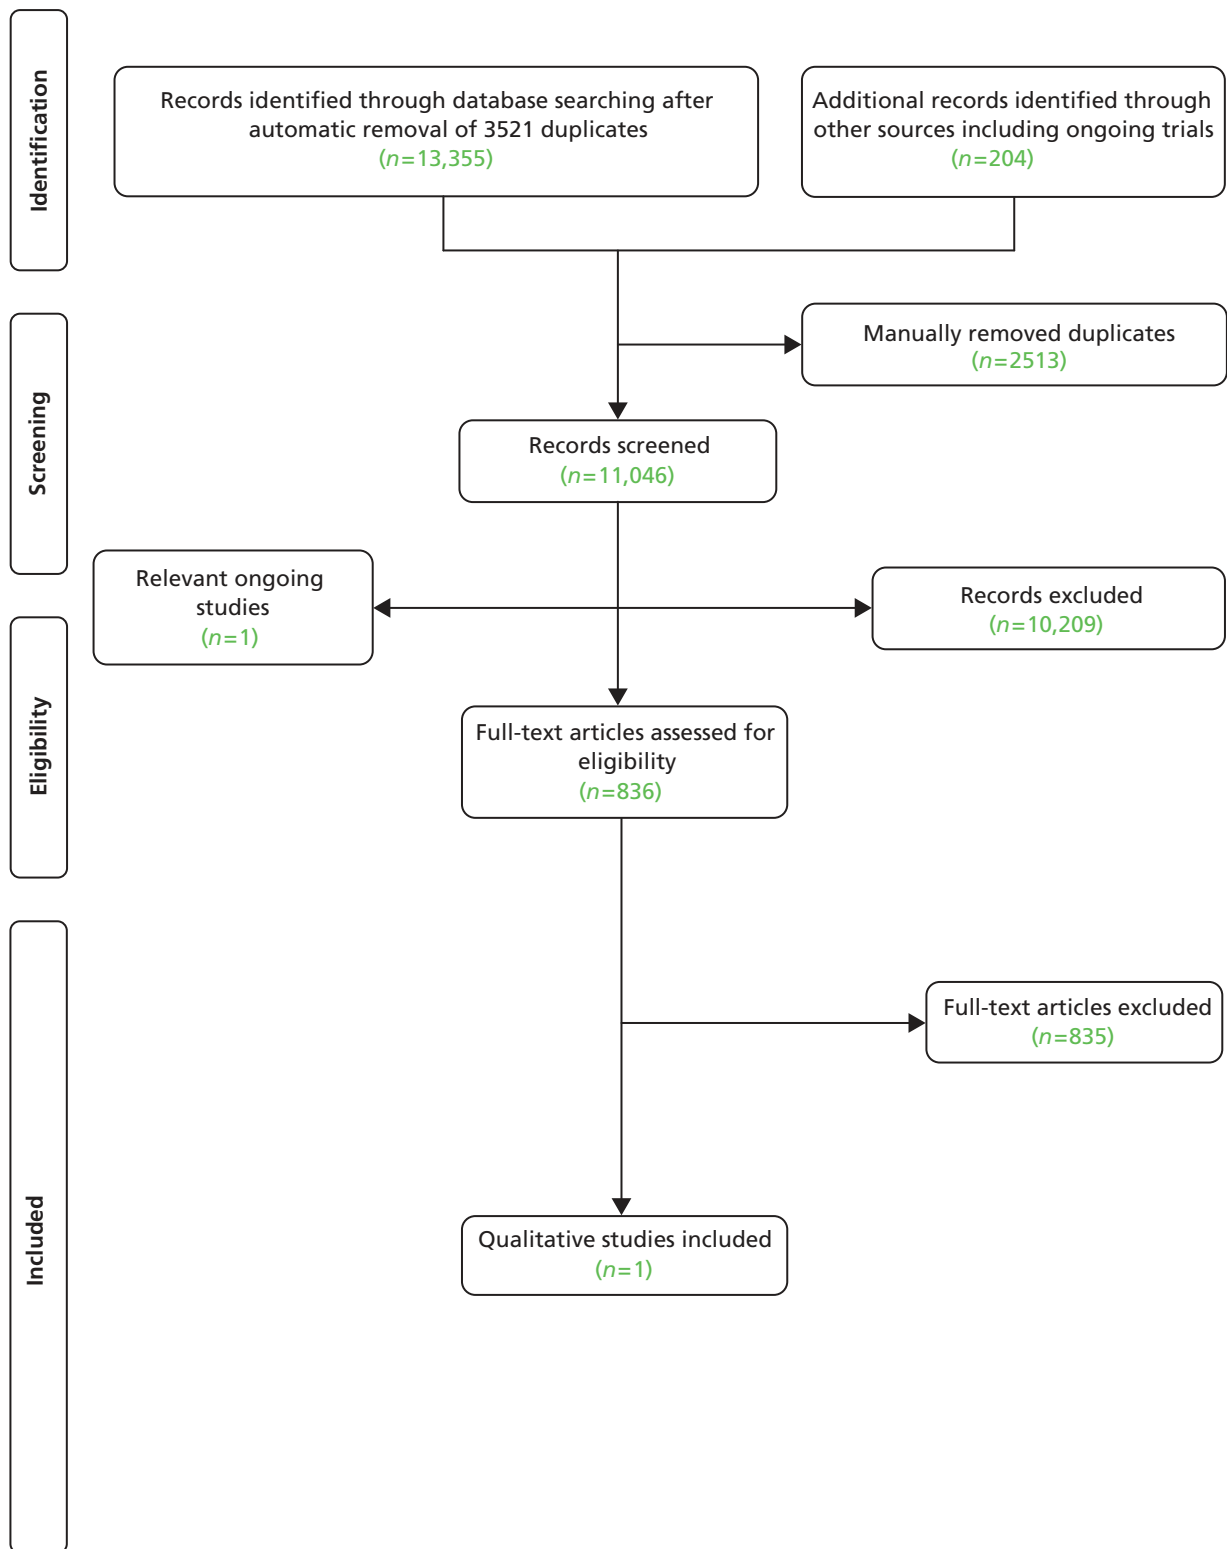 Identification
Records identified through database searching after
automatic removal of 3521 duplicates
(n=13,355)
Additional records identified through
other sources including ongoing trials
(n=204)
Screening
Manually removed duplicates
(n=2513)
Records screened
(n=11,046)
Relevant ongoing
studies
(n=1)
Records excluded
(n=10,209)
Eligibility
Full-text articles assessed for
eligibility
(n=836)
Included
Full-text articles excluded
(n=835)
Qualitative studies included
(n=1)